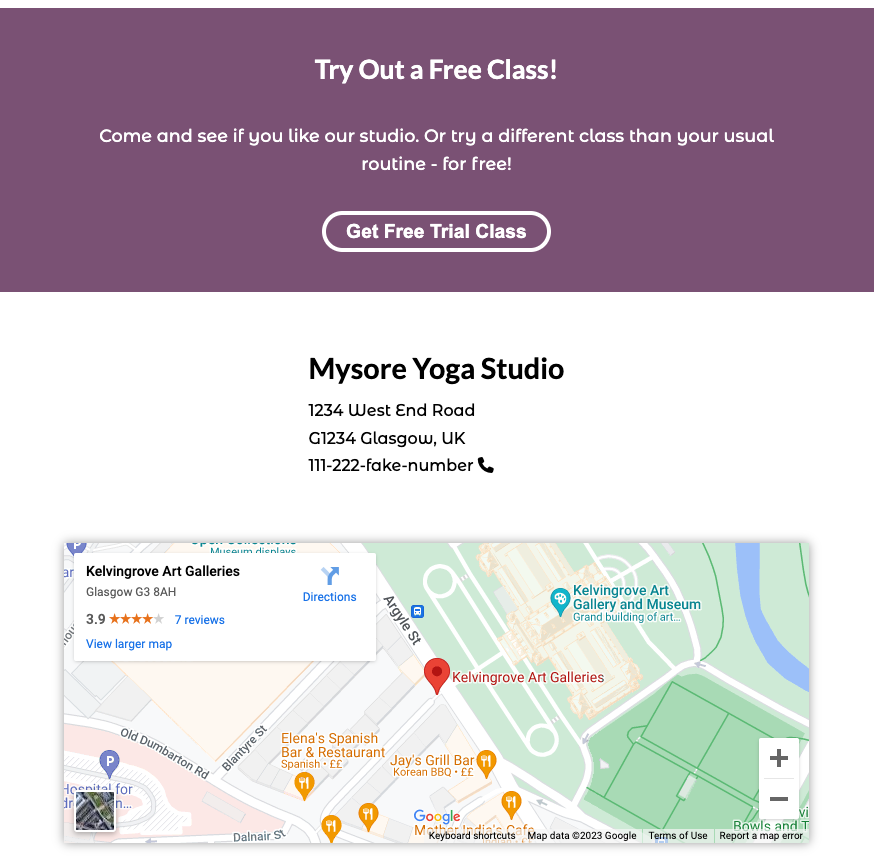 Try Out a Free Class!
Come and see if you like our studio. Or try a different class than your usual
routine - for free!
Get Free Trial Class
Mysore Yoga Studio
1234 West End Road
G1234 Glasgow, UK
111-222-fake-number
P
Museum displays
Kelvingrove Art Galleries
Glasgow G3 8AH
3.9
7 reviews
Directions
View larger map
Argyle St
Kelvingrove Art
Gallery and Museum
Grand building of art...
Kelvingrove Art Galleries
Old Dumbarton Rd
Blantyre St
Elena's Spanish
Bar & Restaurant
Spanish • ££
Jay's Grill Bar
Korean BBQ • ££
P
Hospital for
Google
Mother India's Cafe
Dalnair St
Bowls and T
Keyboard shortcuts
Map data ©2023 Google
Terms of Use
Report a map error